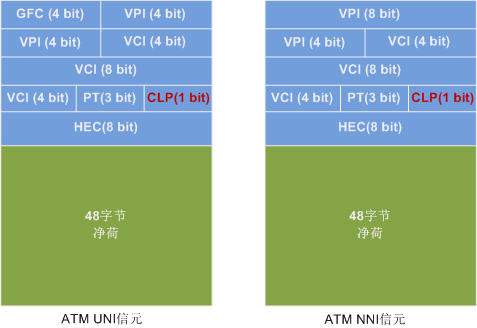 GFC (4 bit) VPI (4 bit)
VPI (4 bit) VCI (4 bit)
VCI (8 bit)
VCI (4 bit) PT(3 bit) CLP(1 bit)
HEC(8 bit)
48字节
净荷
ATM UNI信元
VPI (8 bit)
VPI (4 bit) VCI (4 bit)
VCI (8 bit)
VCI (4 bit) PT(3 bit) CLP(1 bit)
HEC(8 bit)
48字节
净荷
ATM NNI信元